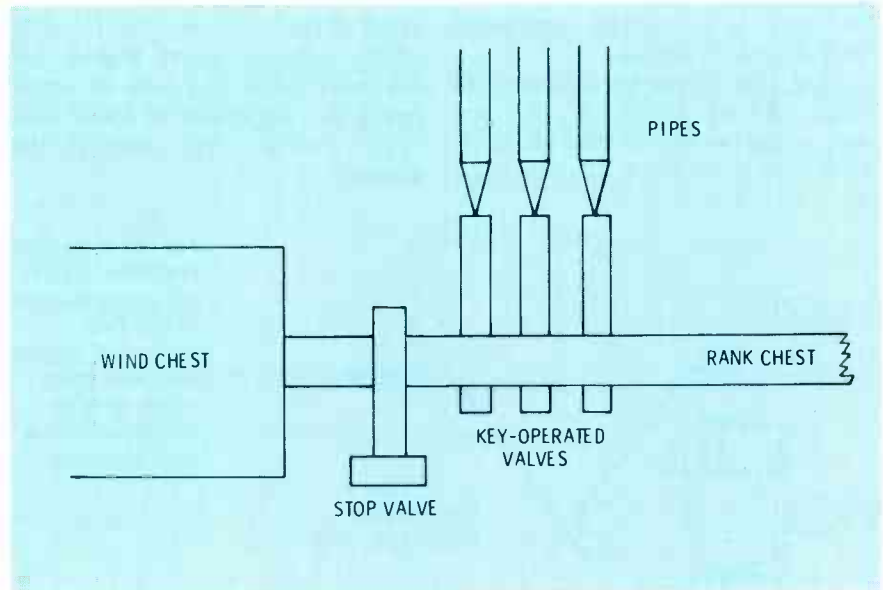 PIPES
WIND CHEST
RANK CHEST
KEY-OPERATED
VALVES
STOP VALVE